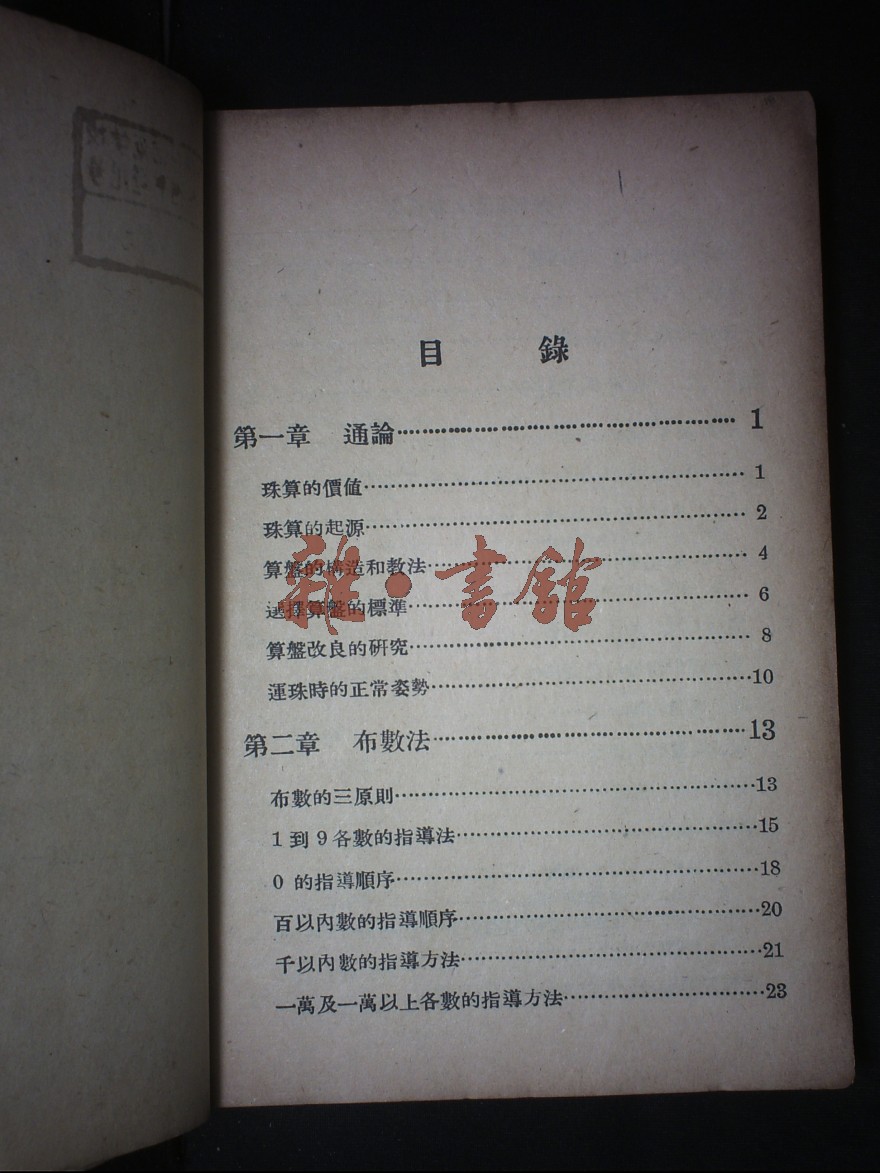 目　錄
第一章　通論……1
珠算的價值……1
珠算的起源……2
算盤的構造和教法……4
選擇算盤的標準……6
算盤改良的研究……8
運珠時的正常姿勢……10
第二章　布數法……13
布數的三原則……13
1到9各數的指導法……15
0 的指導順序……18
百以內數的指導順序……20
千以內數的指導方法……21
一萬及一萬以上各數的指導方法……23
雜·書館